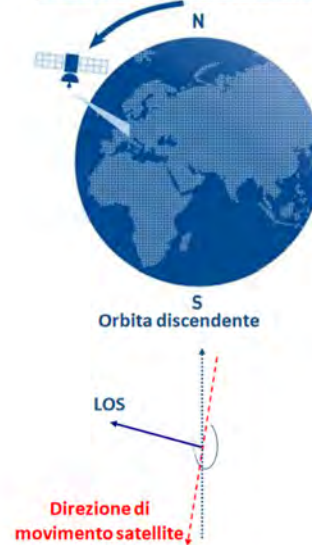 N
S
Orbita discendente
LOS
Direzione di
movimento satellite